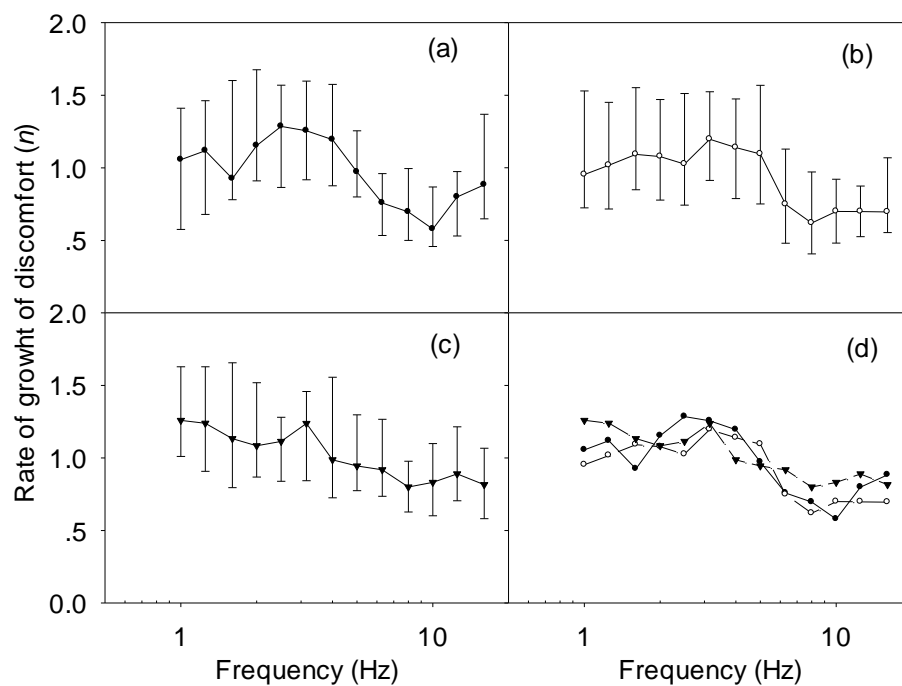 2.0
(a)
(b)
1.5
1.0
.5
2.0
(c)
(d)
1.5
1.0
.5
0.0
Rate of growht of discomfort (n)
1 10 1 10
Frequency (Hz) Frequency (Hz)